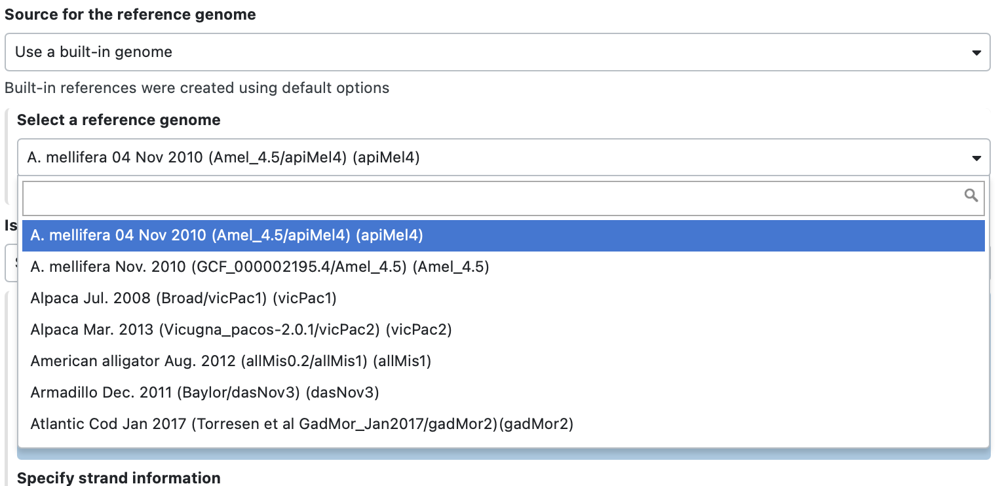 Source for the reference genome
Use a built-in genome
Built-in references were created using default options
Select a reference genome
A. mellifera 04 Nov 2010 (Amel_4.5/apiMel4) (apiMel4)
Is
A. mellifera 04 Nov 2010 (Amel_4.5/apiMel4) (apiMel4)
A. mellifera Nov. 2010 (GCF_000002195.4/Amel_4.5) (Amel_4.5)
Alpaca Jul. 2008 (Broad/vicPac1) (vicPac1)
Alpaca Mar. 2013 (Vicugna_pacos-2.0.1/vicPac2) (vicPac2)
American alligator Aug. 2012 (allMis0.2/allMis1) (allMis1)
Armadillo Dec. 2011 (Baylor/dasNov3) (dasNov3)
Atlantic Cod Jan 2017 (Torresen et al GadMor_Jan2017/gadMor2)(gadMor2)
Specify strand information